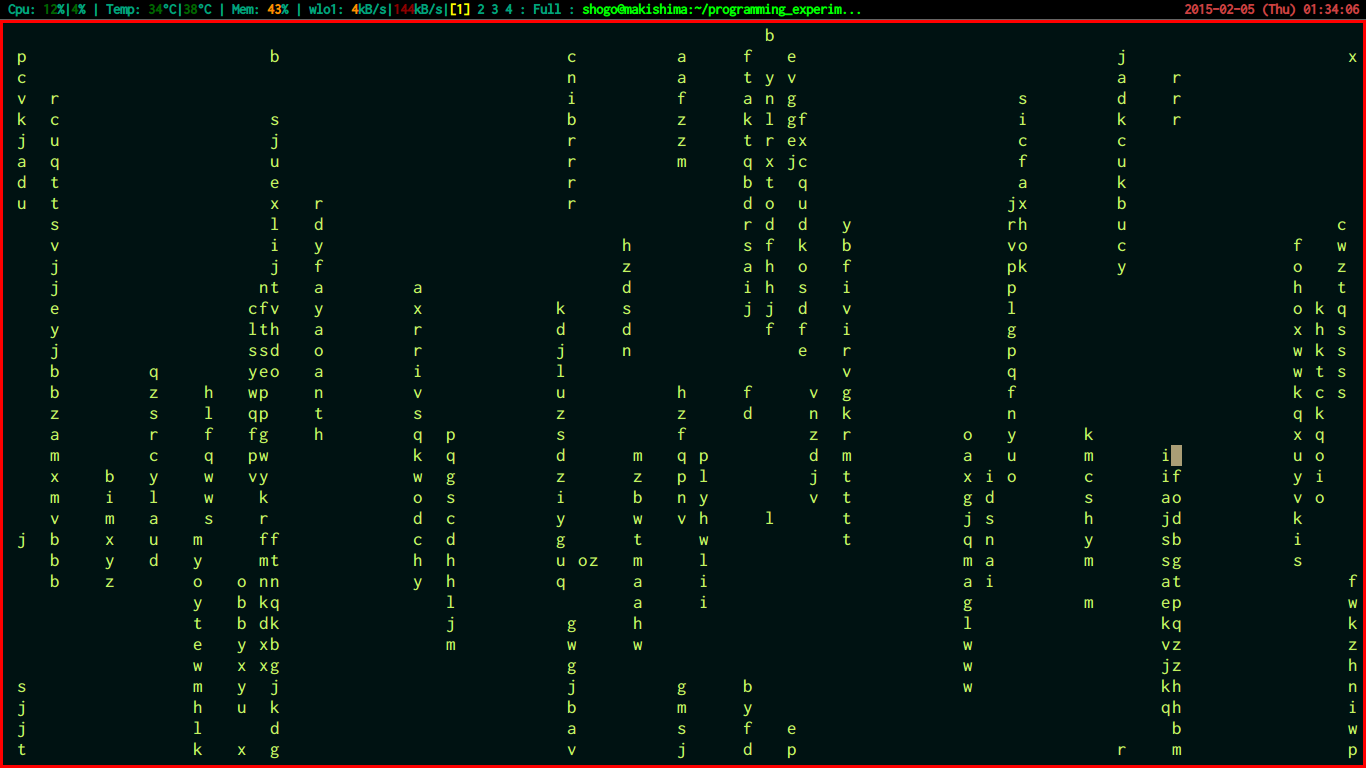 Cpu: 12%|4% | Temp: 34°C|38°C | Mem: 43% | wlo1: 4kB/s|144kB/s|[1] 2 3 4 : Full : shogo@makishima:~/programming_experim... 2015-02-05 (Thu) 01:34:06
b
p b c a f e j x
c n a t y v a r
v r i f a n g s d r
k c s b z k l gf i k r
j u j r z t r ex c c
a q u r m q x jc f u
d t e r b t q a k
u t x r r d o u jx b
s l d r d y rh u c
v i y h s f k b vo c f w
j j f z a h o f pk y o z
j nt a a d i h s i p h t
e cfv y x k s j j d v l o k q
y lth a r d d f f i g x h s
j ssd o r j n e r p w k s
b q yeo a i l v q w t s
b z h wp n v u h f v g f k c s
z s l qp t s z z d n k n q k
a r f fg h q p s f z r o y k x q
m c q pw k q d m q p d m a u m i u o
x b y w vy w g z z p l j t x i o c if y i
m i l w k o s i b n y v t g d s ao v o
v m a s r d c y w v h l t j s h jd k
j b x u m ff c d g t w t q n y sb i
b y d y mt h h u oz m l m a m sg s
b z o o nn y h q a i a i at f
y b kq l a i g m ep w
t b dk j g h l kq k
e y xb m w w w vz z
w x xg g w jz h
s m y j j g b w kh n
j h u k b m y qh i
j l d a s f e b w
t k x g v j d p r m p